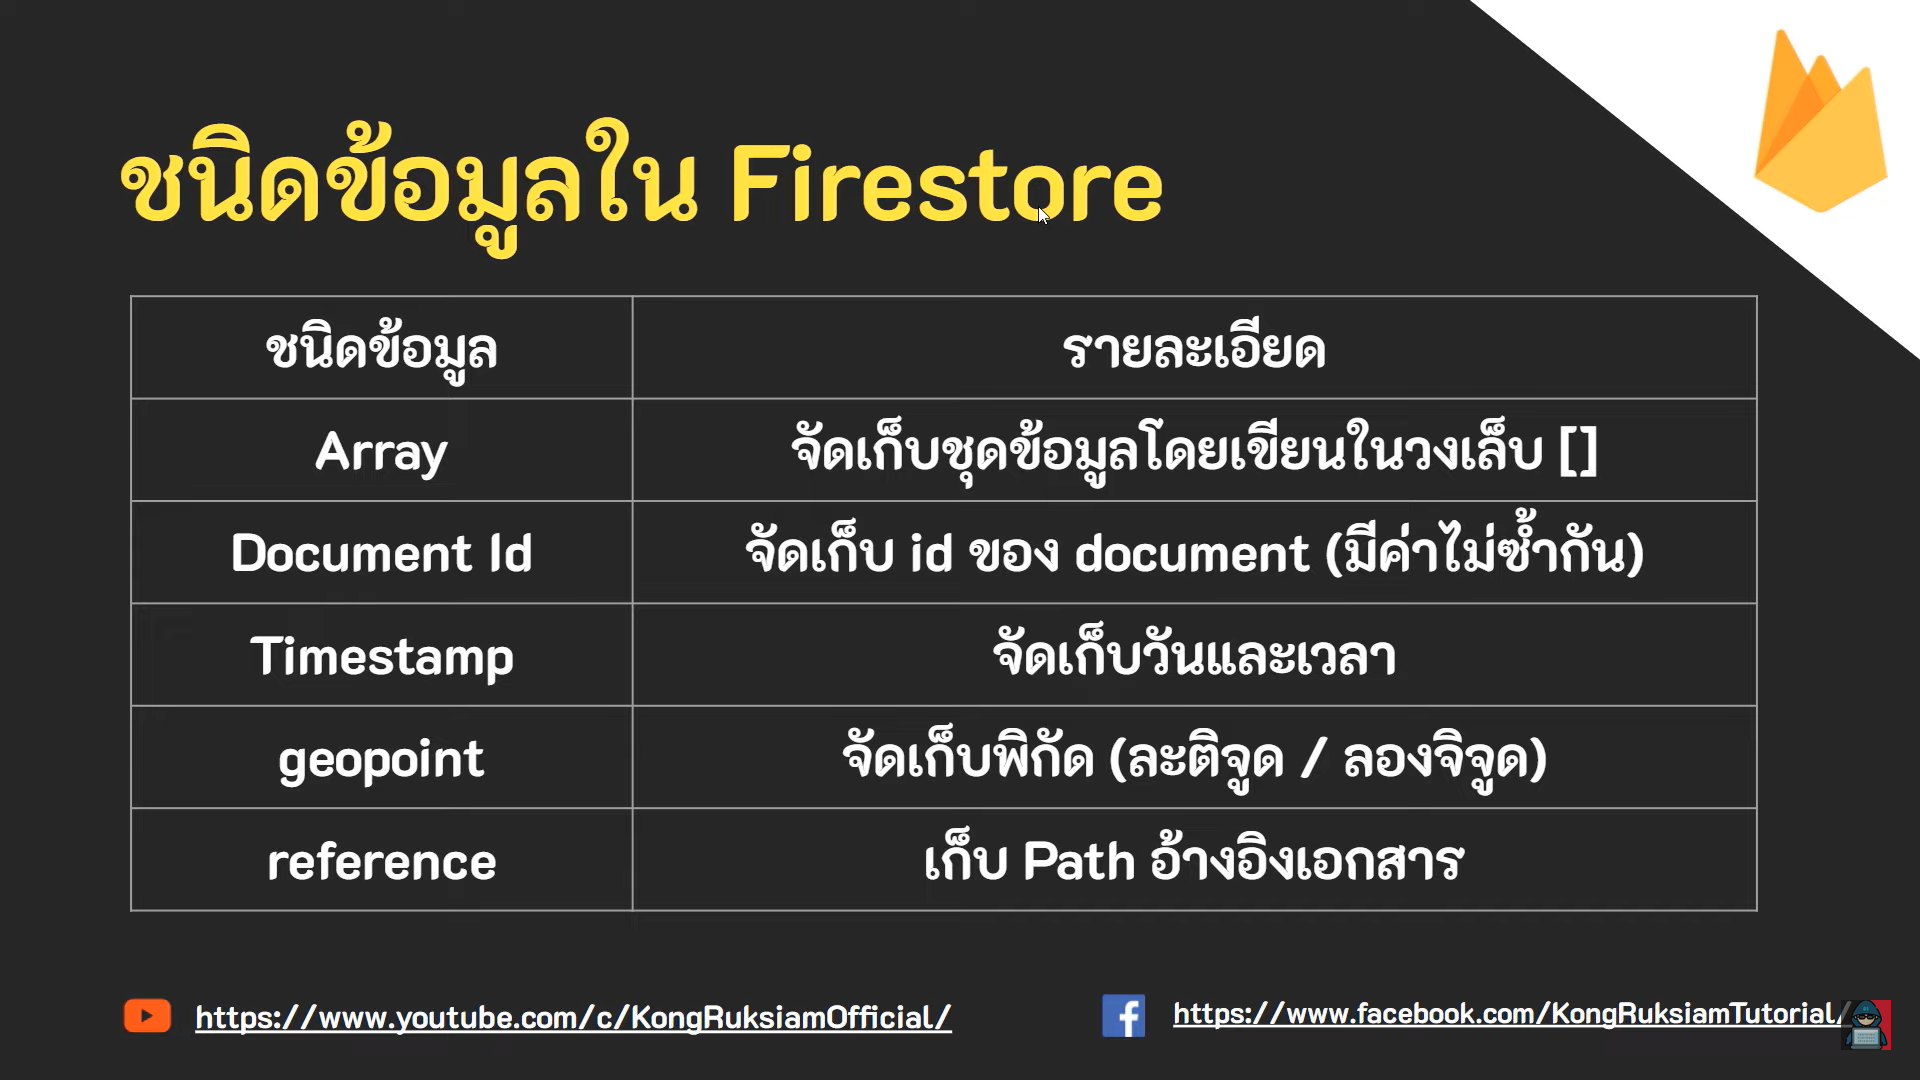 ชนิดข้อมูลใน Firestore
ชนิดข้อมูล รายละเอียด
Array จัดเก็บชุดข้อมูลโดยเขียนในวงเล็บ []
Document Id จัดเก็บ id ของ document (มีค่าไม่ซ้ำกัน)
Timestamp จัดเก็บวันและเวลา
geopoint จัดเก็บพิกัด (ละติจูด / ลองจิจูด)
reference เก็บ Path อ้างอิงเอกสาร
https://www.youtube.com/c/KongRuksiamOfficial/ https://www.facebook.com/KongRuksiamTutorial/